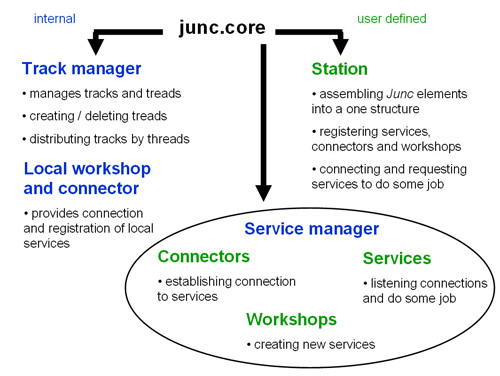 internal
junc.core
user defined
Track manager
• manages tracks and treads
• creating / deleting treads
• distributing tracks by threads
Local workshop
and connector
• provides connection
and registration of local
services
Station
• assembling Junc elements
into a one structure
• registering services,
connectors and workshops
• connecting and requesting
services to do some job
Service manager
Connectors
• establishing connection
to services
Services
• listening connections
and do some job
Workshops
• creating new services